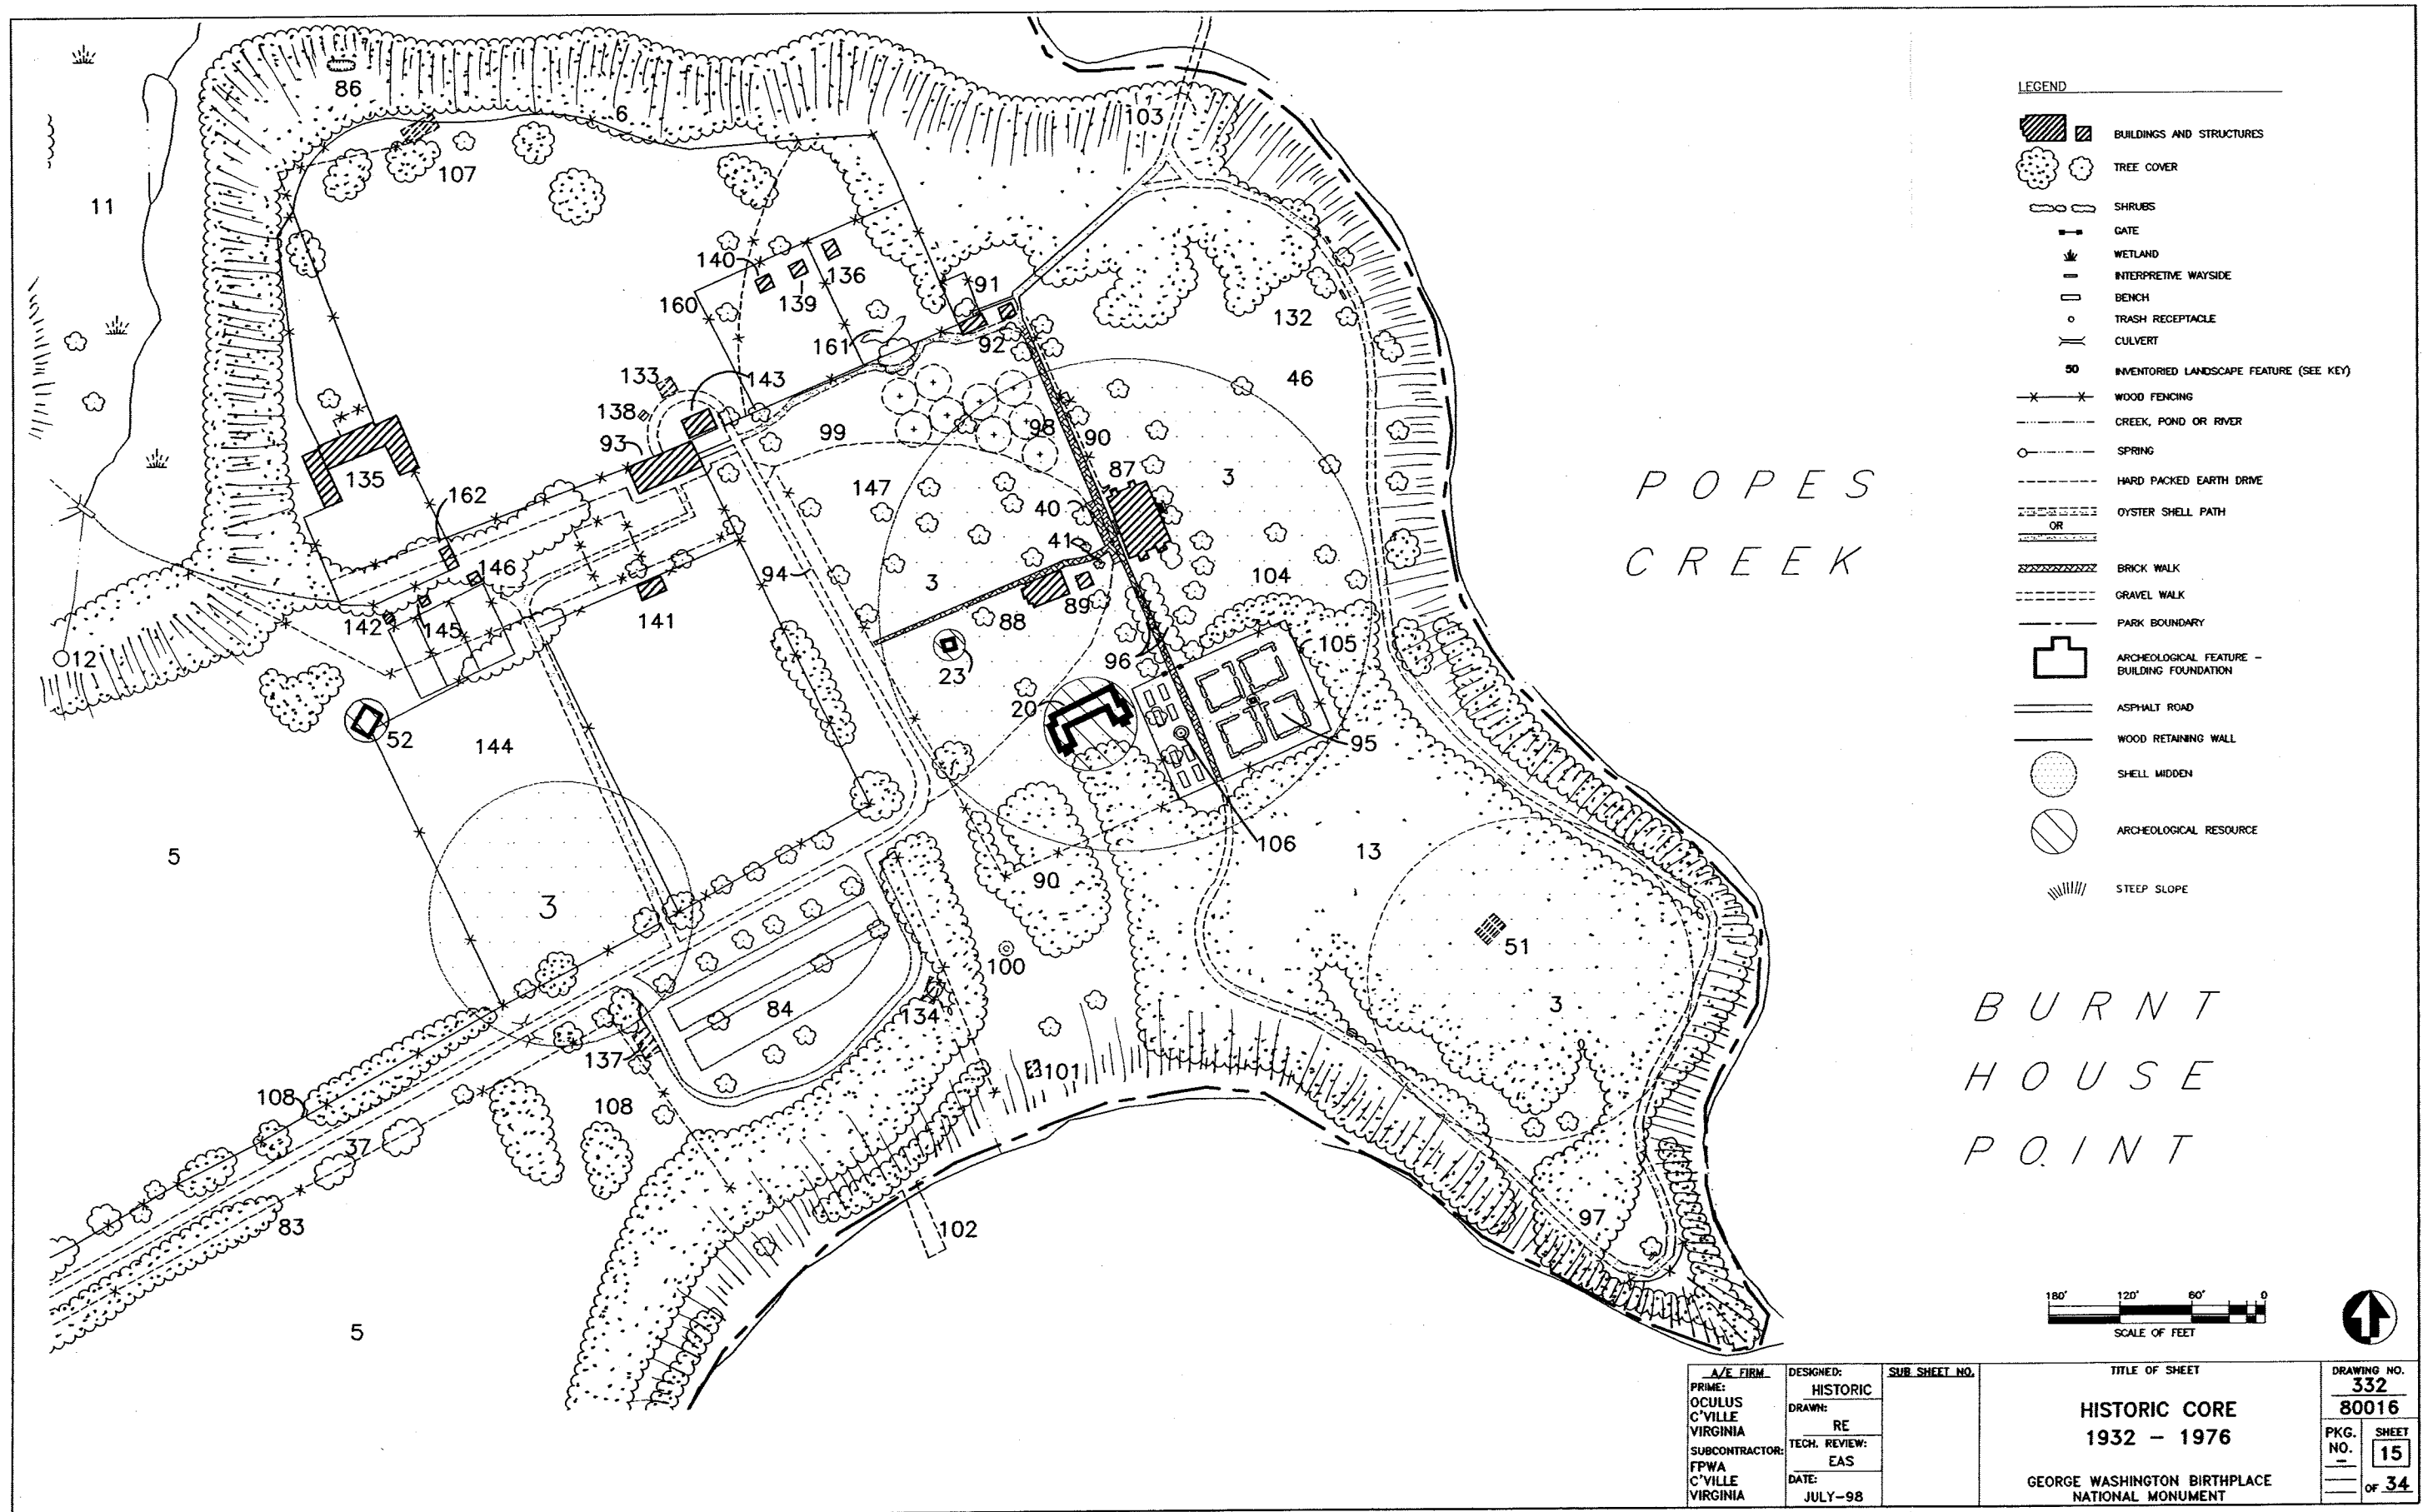 86
6
103
107
11
140
136
139
91
160
132
161
92
133
143
46
138
99
98
90
93
87
3
135
147
162
40
41
146
94
3
104
142
145
141
88
89
12
96
105
23
20
52
144
95
106
5
13
3
90
51
100
84
3
134
137
101
108
108
37
97
83
102
5
POPES
CREEK
BURNT
HOUSE
POINT
LEGEND
BUILDINGS AND STRUCTURES
TREE COVER
SHRUBS
GATE
WETLAND
INTERPRETIVE WAYSIDE
BENCH
TRASH RECEPTACLE
CULVERT
50 INVENTORIED LANDSCAPE FEATURE (SEE KEY)
WOOD FENCING
CREEK, POND OR RIVER
SPRING
HARD PACKED EARTH DRIVE
OYSTER SHELL PATH
OR
BRICK WALK
GRAVEL WALK
PARK BOUNDARY
ARCHEOLOGICAL FEATURE –
BUILDING FOUNDATION
ASPHALT ROAD
WOOD RETAINING WALL
SHELL MIDDEN
ARCHEOLOGICAL RESOURCE
STEEP SLOPE
180' 120' 60' 0
SCALE OF FEET
A/E FIRM
PRIME:
OCULUS
C'VILLE
VIRGINIA
SUBCONTRACTOR:
FPWA
C'VILLE
VIRGINIA
DESIGNED:
HISTORIC
DRAWN:
RE
TECH. REVIEW:
EAS
DATE:
JULY-98
SUB SHEET NO.
TITLE OF SHEET
HISTORIC CORE
1932 – 1976
GEORGE WASHINGTON BIRTHPLACE
NATIONAL MONUMENT
DRAWING NO.
332
80016
PKG.
NO.
–
SHEET
15
OF 34